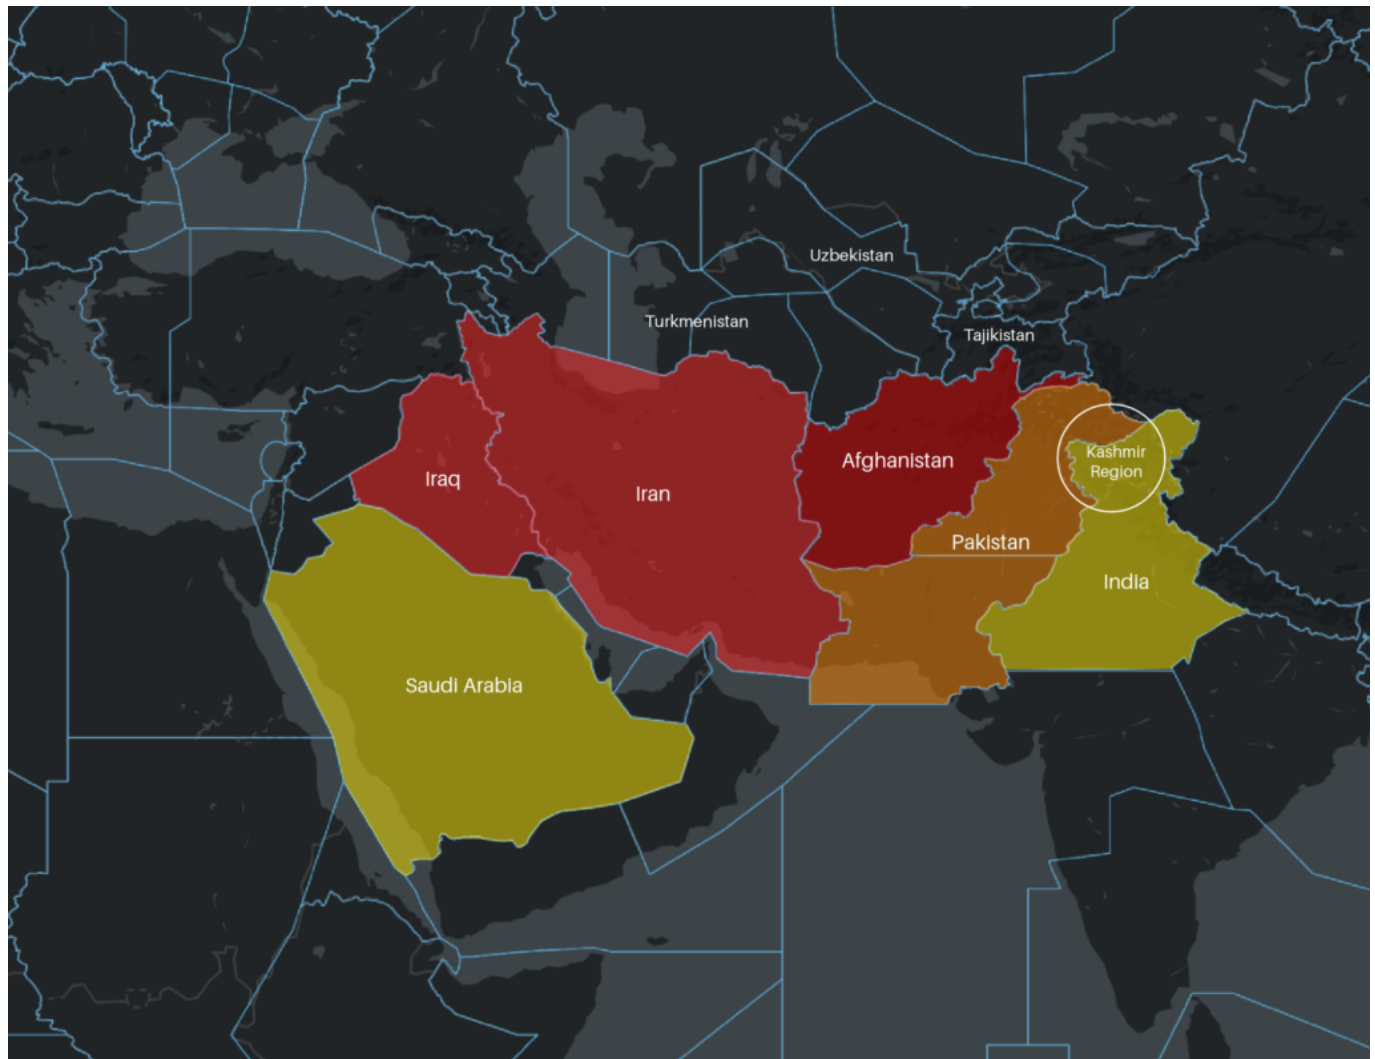 Uzbekistan
Turkmenistan
Tajikistan
Afghanistan
Kashmir
Region
Iraq
Iran
Pakistan
India
Saudi Arabia